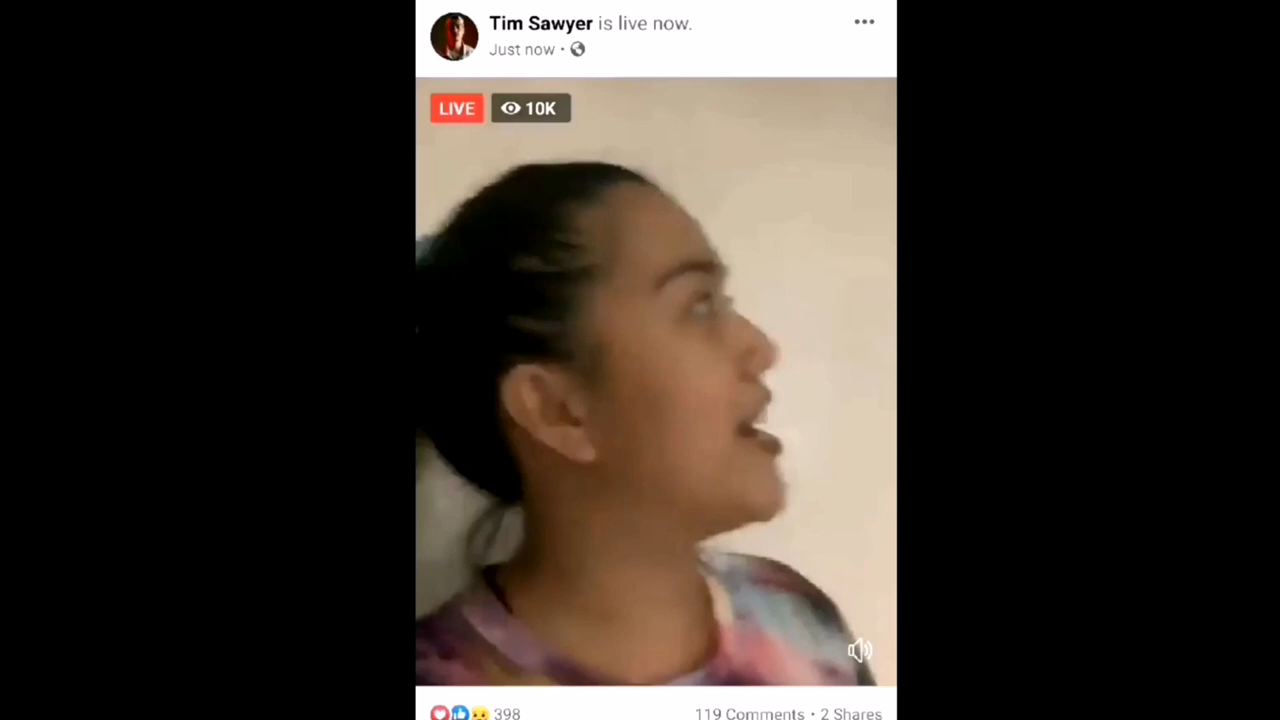 Tim Sawyer is live now.
Just now •
LIVE 10K
398 119 Comments • 2 Shares